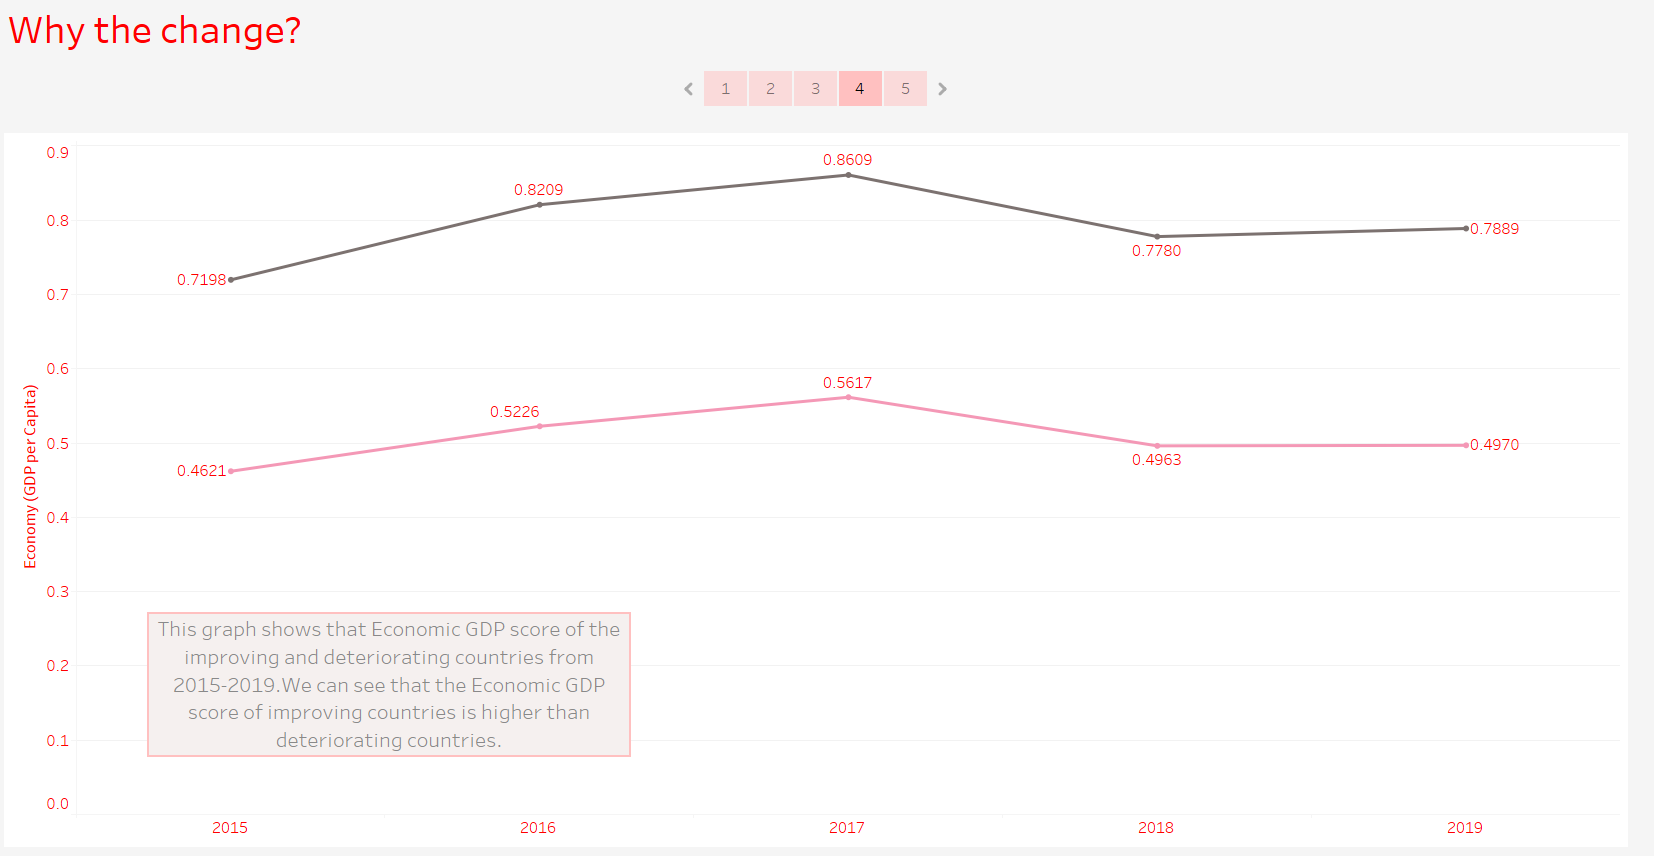 Why the change?
1 2 3 4 5
0.9
0.8609
0.8209
0.8
0.7889
0.7780
0.7198
0.7
0.6
0.5617
0.5226
0.5
0.4970
0.4963
0.4621
Economy (GDP per Capita)
0.4
0.3
This graph shows that Economic GDP score of the
improving and deteriorating countries from
2015-2019.We can see that the Economic GDP
score of improving countries is higher than
deteriorating countries.
0.2
0.1
0.0
2015 2016 2017 2018 2019